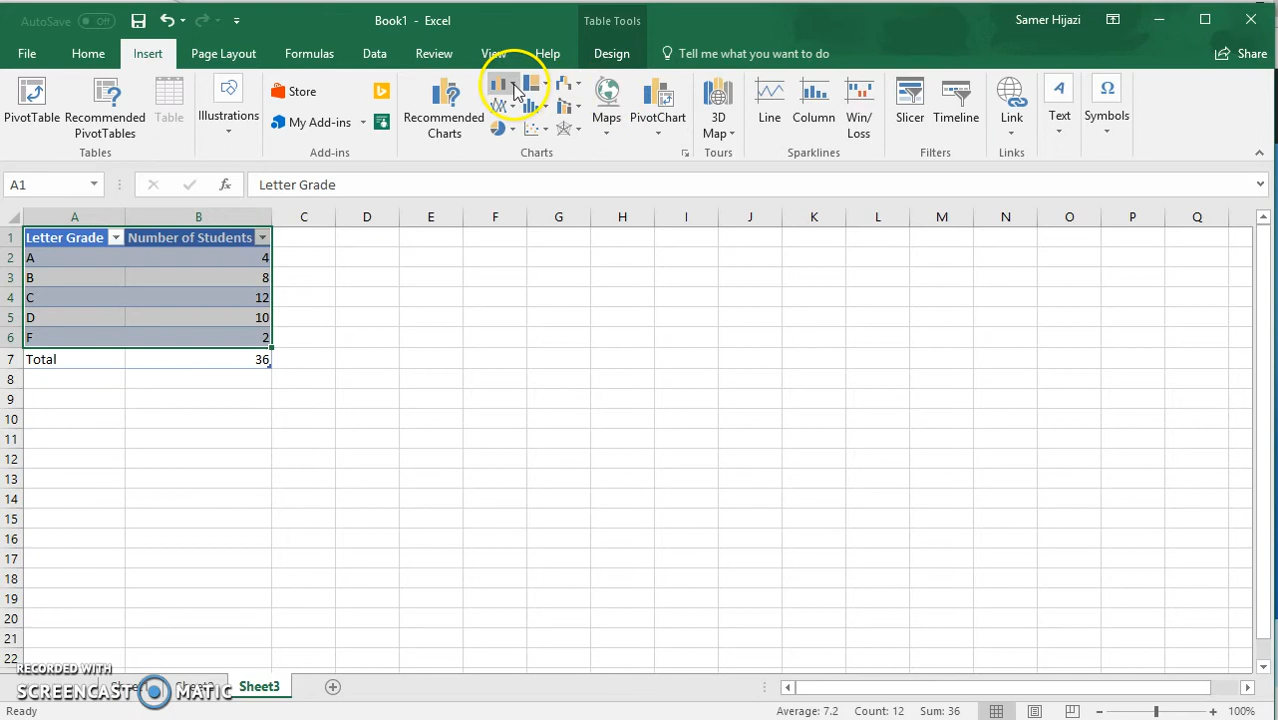 AutoSave Off Book1 - Excel Table Tools Samer Hijazi
File Home Insert Page Layout Formulas Data Review View Help Design Tell me what you want to do Share
PivotTable Recommended PivotTables Table Illustrations Store My Add-ins Recommended Charts Maps PivotChart 3D Map Line Column Win/Loss Slicer Timeline Link Text Symbols
Tables Add-ins Charts Tours Sparklines Filters Links
A1 fx Letter Grade
A B C D E F G H I J K L M N O P Q
1 Letter Grade Number of Students
2 A 4
3 B 8
4 C 12
5 D 10
6 F 2
7 Total 36
8
9
10
11
12
13
14
15
16
17
18
19
20
21
22
RECORDED WITH
SCREENCAST MATIC
Sheet3
Average: 7.2 Count: 12 Sum: 36 100%